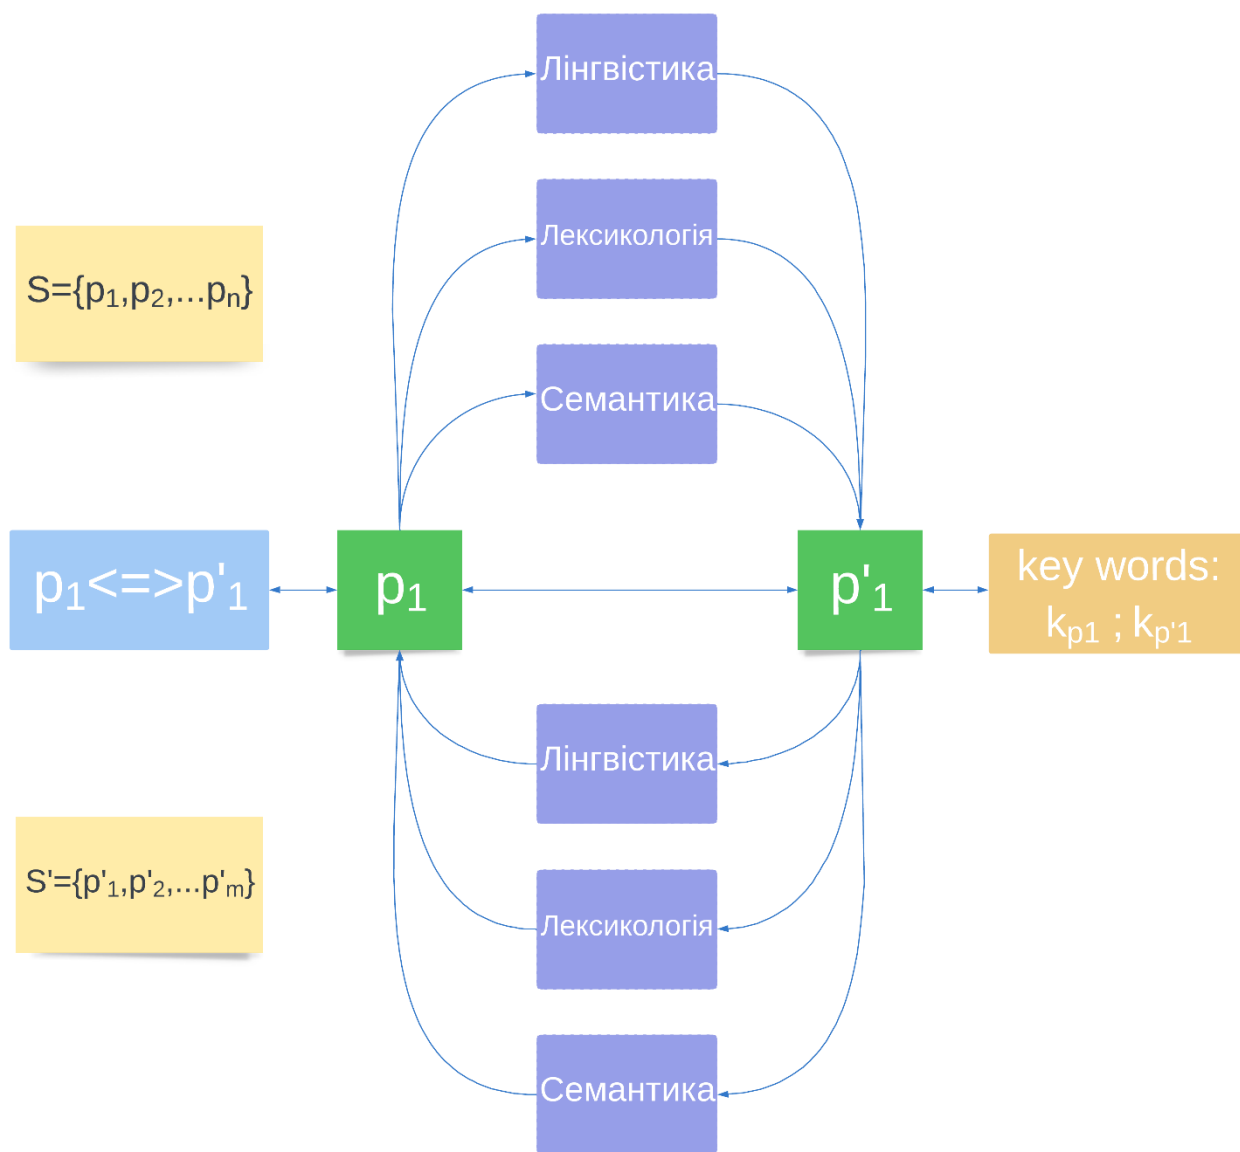 Лінгвістика
Лексикологія
S={p₁,p₂,...pₙ}
Семантика
p₁<=>p'₁
p₁
p'₁
key words:
kₚ₁ ; kₚ'₁
Лінгвістика
S'={p'₁,p'₂,...p'ₘ}
Лексикологія
Семантика